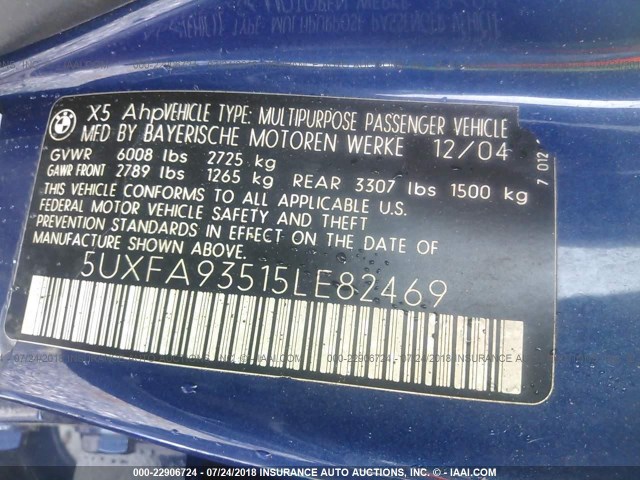 BMW X5 AhpVEHICLE TYPE: MULTIPURPOSE PASSENGER VEHICLE
MFD BY BAYERISCHE MOTOREN WERKE 12/04
GVWR 6008 lbs 2725 kg
GAWR FRONT 2789 lbs 1265 kg REAR 3307 lbs 1500 kg
THIS VEHICLE CONFORMS TO ALL APPLICABLE U.S.
FEDERAL MOTOR VEHICLE SAFETY AND THEFT
PREVENTION STANDARDS IN EFFECT ON THE DATE OF
MANUFACTURE SHOWN ABOVE.
7 012
5UXFA93515LE82469
000-22906724 - 07/24/2018 - INSURANCE AUTO AUCTIONS, INC. - IAAI.COM